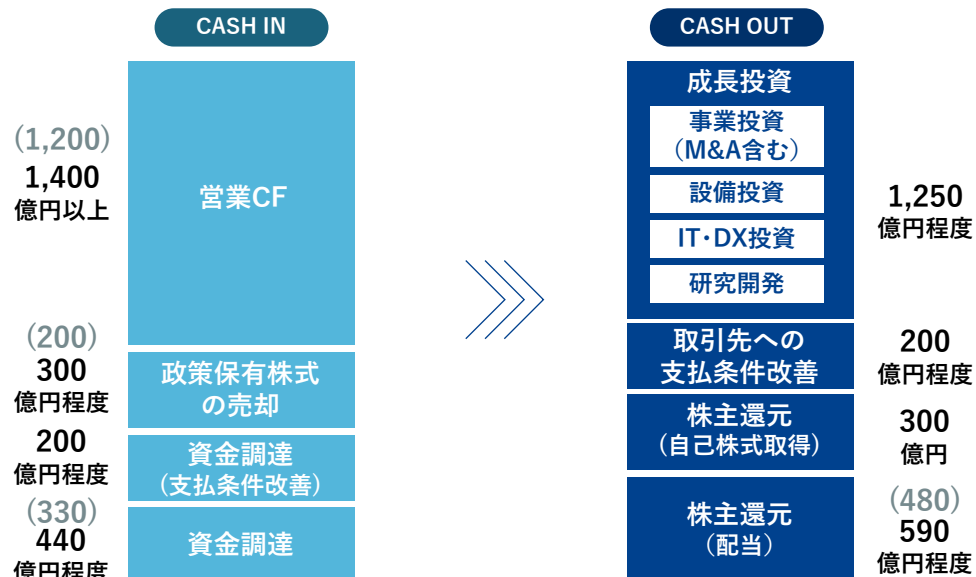 CASH IN
(1,200)
1,400
億円以上
営業CF
(200)
300
億円程度
政策保有株式
の売却
200
億円程度
資金調達
(支払条件改善)
(330)
440
億円程度
資金調達
CASH OUT
成長投資
事業投資
(M&A含む)
設備投資
IT・DX投資
研究開発
1,250
億円程度
取引先への
支払条件改善
200
億円程度
株主還元
(自己株式取得)
300
億円
株主還元
(配当)
(480)
590
億円程度